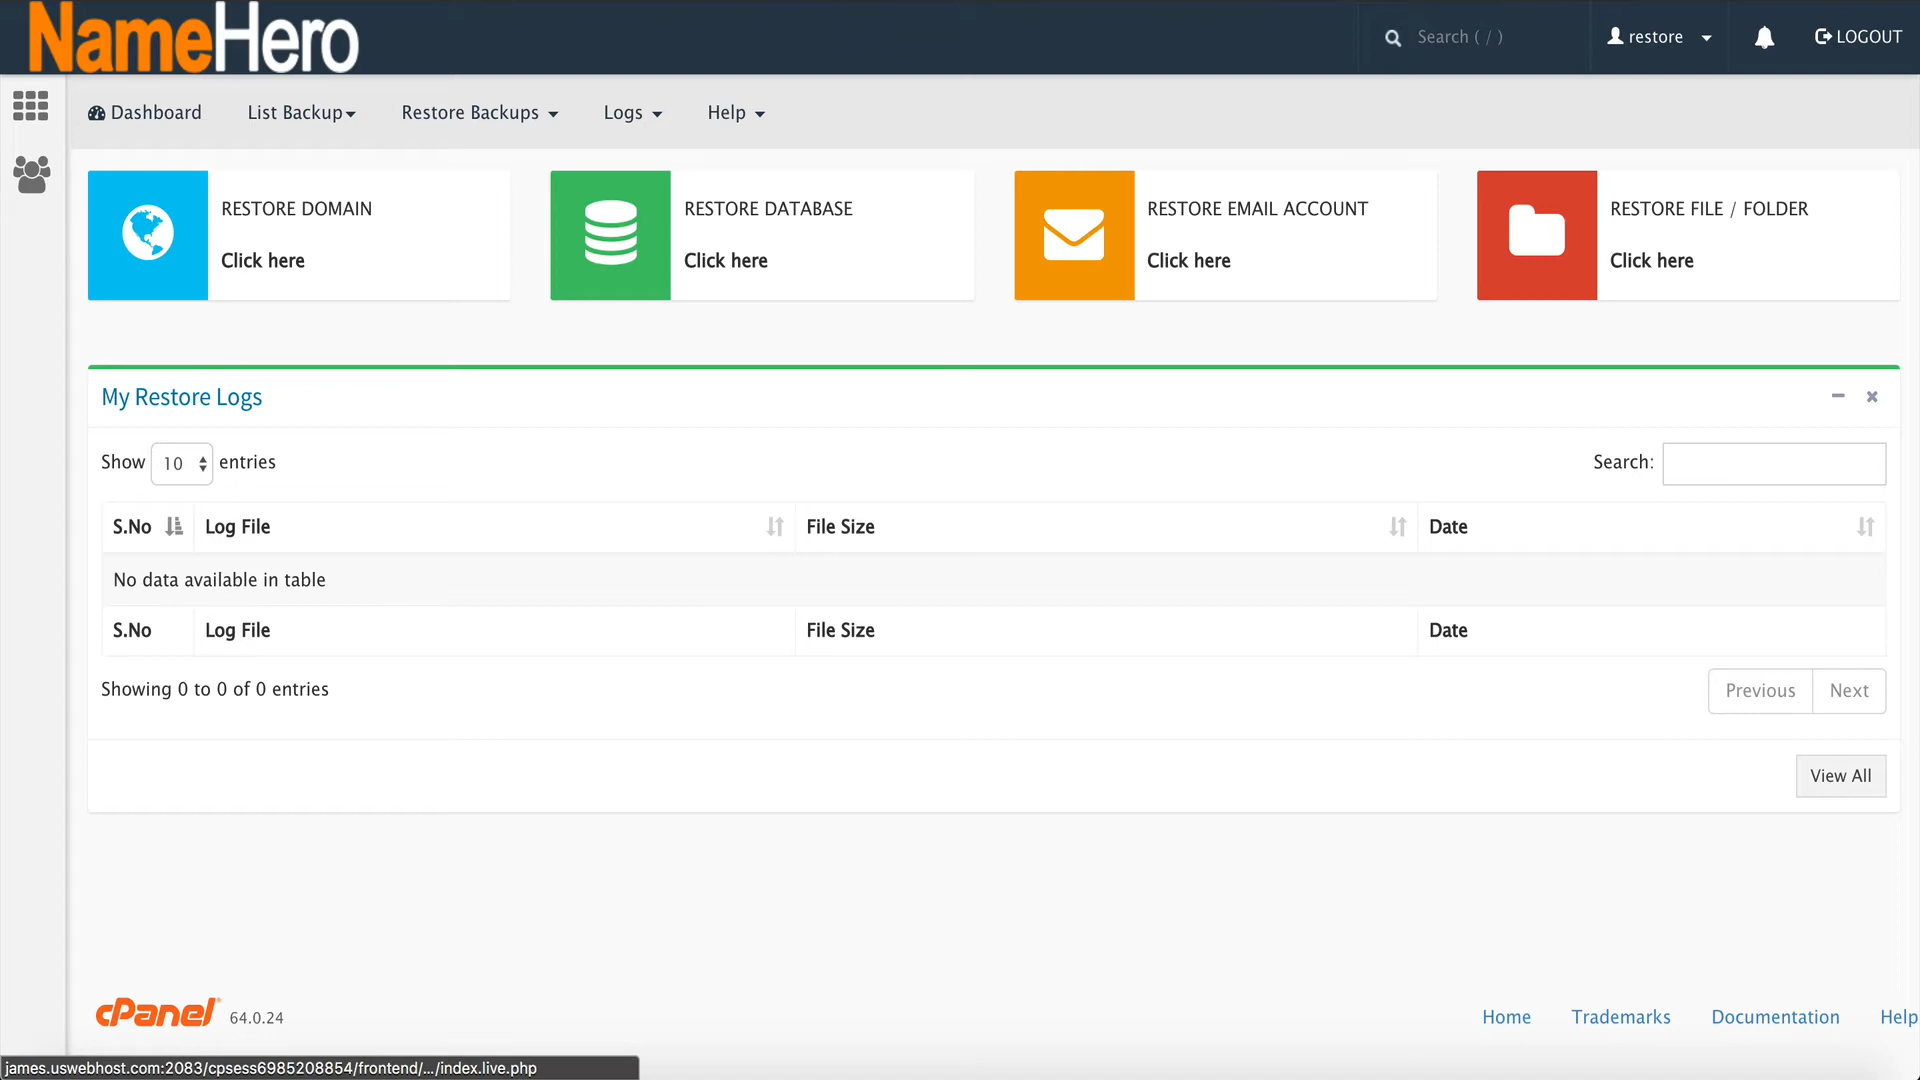 NameHero
Search ( / )
restore
LOGOUT
Dashboard
List Backup
Restore Backups
Logs
Help
RESTORE DOMAIN
Click here
RESTORE DATABASE
Click here
RESTORE EMAIL ACCOUNT
Click here
RESTORE FILE / FOLDER
Click here
My Restore Logs
Show 10 entries
Search:
S.No Log File File Size Date
No data available in table
S.No Log File File Size Date
Showing 0 to 0 of 0 entries
Previous Next
View All
cPanel® 64.0.24
Home Trademarks Documentation Help
james.uswebhost.com:2083/cpsess6985208854/frontend/.../index.live.php